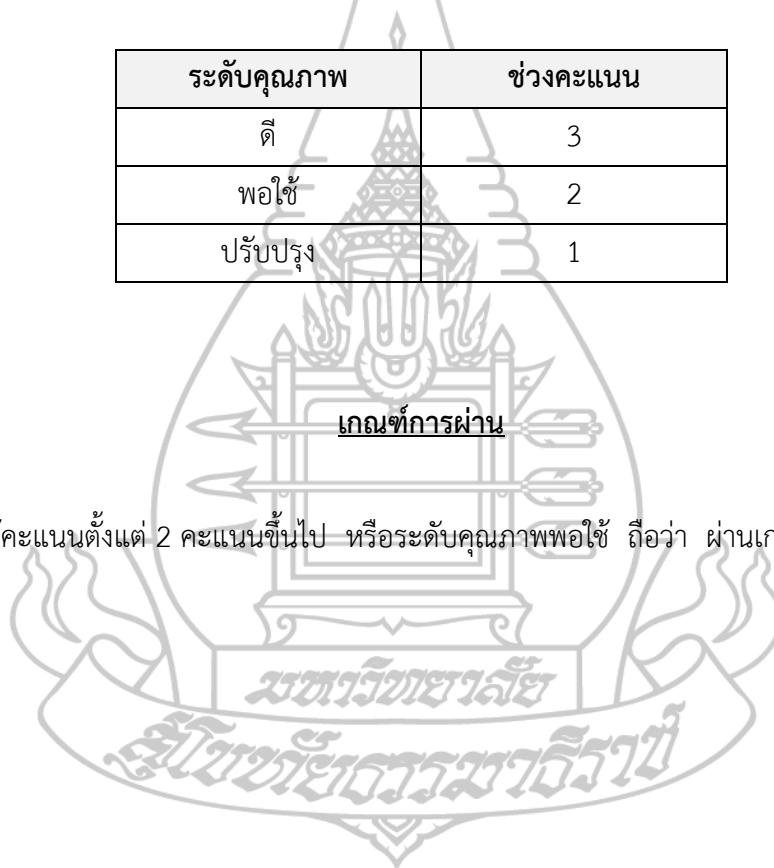 ระดับคุณภาพ ช่วงคะแนน
ดี 3
พอใช้ 2
ปรับปรุง 1
เกณฑ์การผ่าน
คะแนนตั้งแต่ 2 คะแนนขึ้นไป หรือระดับคุณภาพพอใช้ ถือว่า ผ่านเก
มหาวิทยาลัย
สุโขทัยธรรมาธิราช